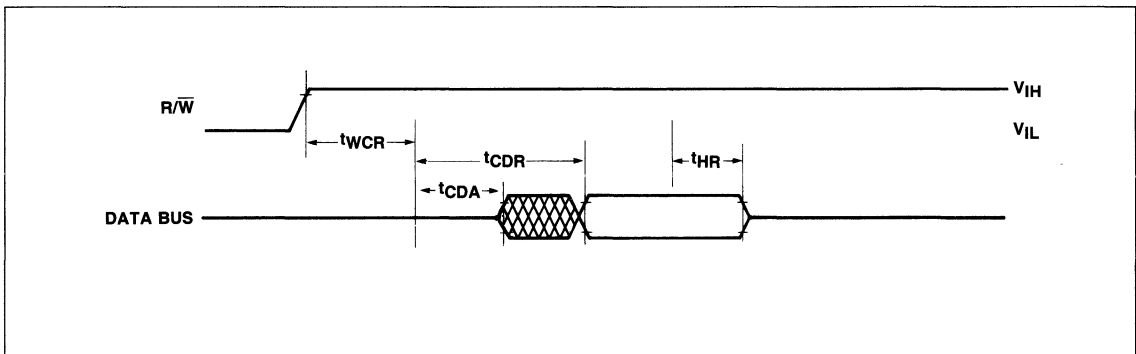 R/W̅
VIH
VIL
tWCR
tCDR
tHR
tCDA
DATA BUS